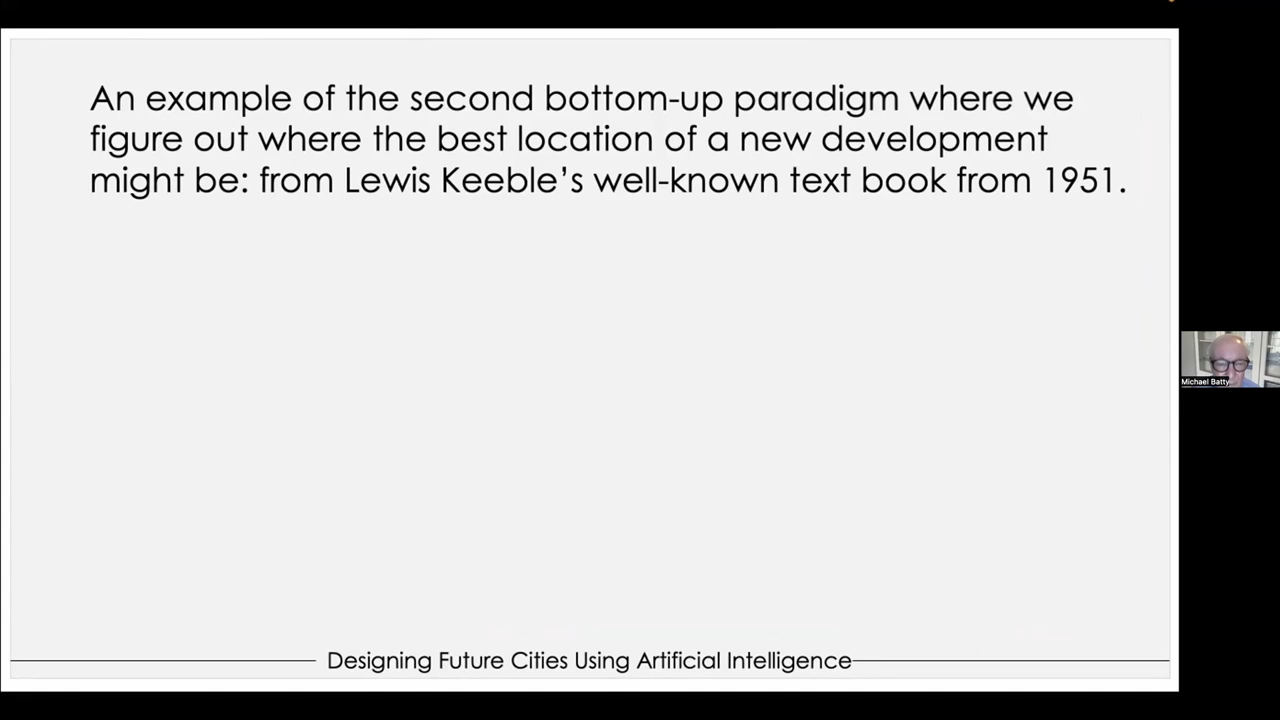 An example of the second bottom-up paradigm where we
figure out where the best location of a new development
might be: from Lewis Keeble’s well-known text book from 1951.
Michael Batty
Designing Future Cities Using Artificial Intelligence